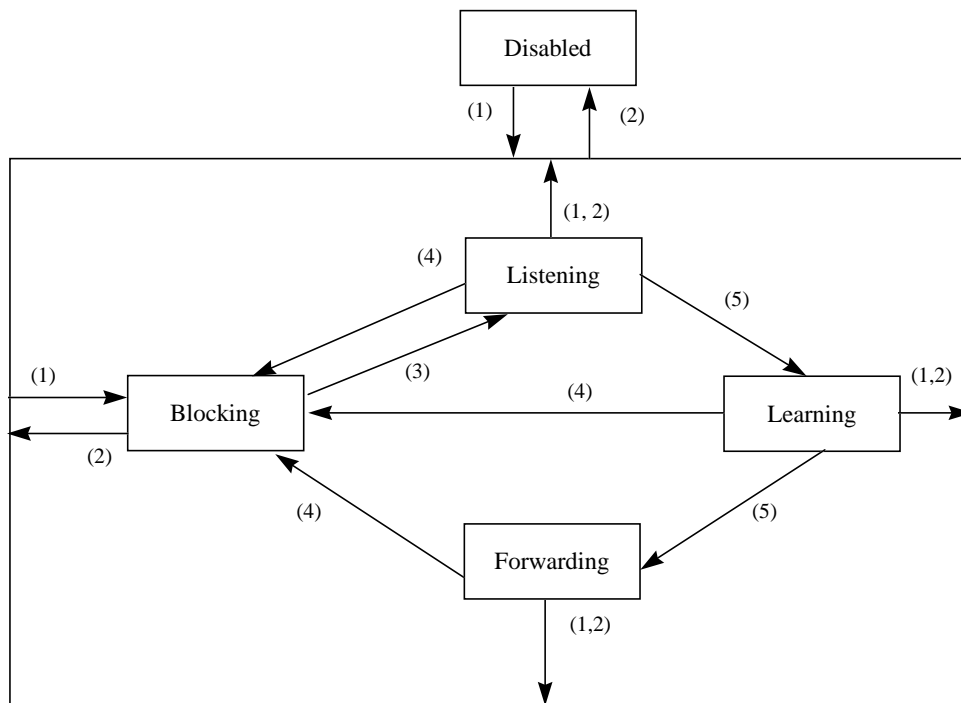 Disabled
(1)
(2)
(1, 2)
(4)
Listening
(5)
(1)
(3)
(1,2)
(4)
Blocking
Learning
(2)
(4)
(5)
Forwarding
(1,2)